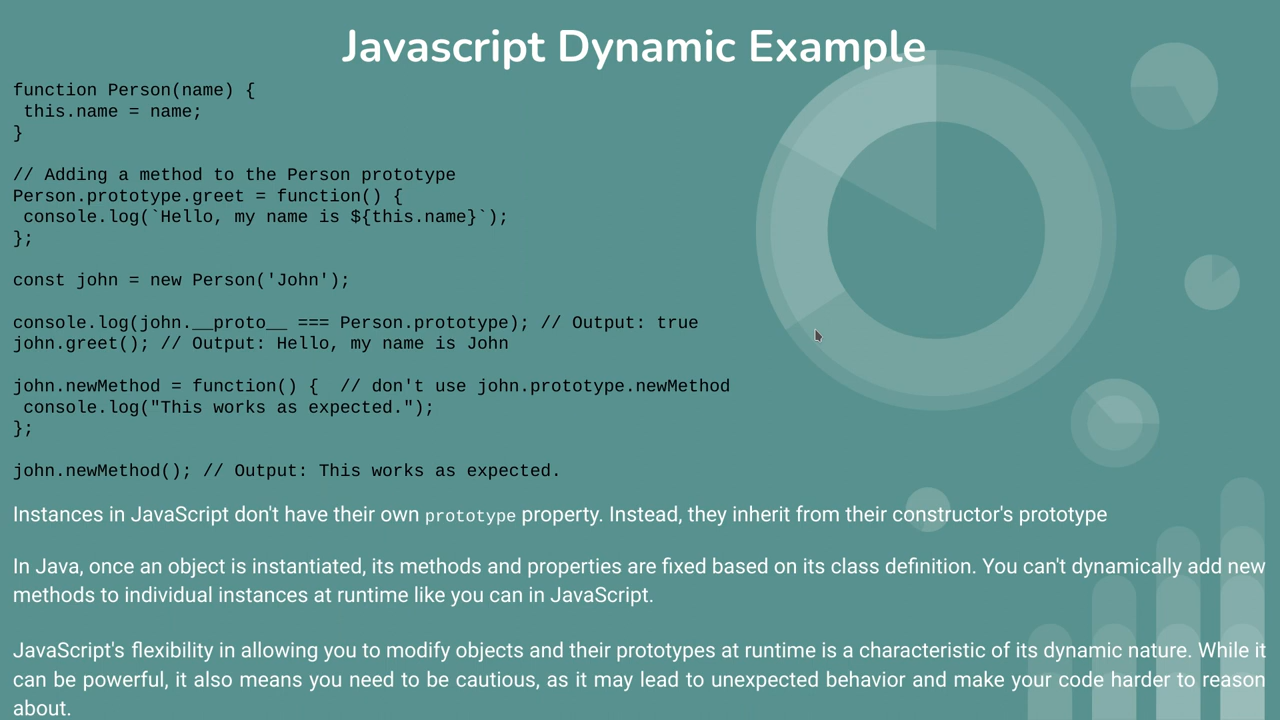 Javascript Dynamic Example
function Person(name) {
 this.name = name;
}
// Adding a method to the Person prototype
Person.prototype.greet = function() {
 console.log(`Hello, my name is ${this.name}`);
};
const john = new Person('John');
console.log(john.__proto__ === Person.prototype); // Output: true
john.greet(); // Output: Hello, my name is John
john.newMethod = function() {  // don't use john.prototype.newMethod
 console.log("This works as expected.");
};
john.newMethod(); // Output: This works as expected.
Instances in JavaScript don't have their own prototype property. Instead, they inherit from their constructor's prototype
In Java, once an object is instantiated, its methods and properties are fixed based on its class definition. You can't dynamically add new
methods to individual instances at runtime like you can in JavaScript.
JavaScript's flexibility in allowing you to modify objects and their prototypes at runtime is a characteristic of its dynamic nature. While it
can be powerful, it also means you need to be cautious, as it may lead to unexpected behavior and make your code harder to reason
about.